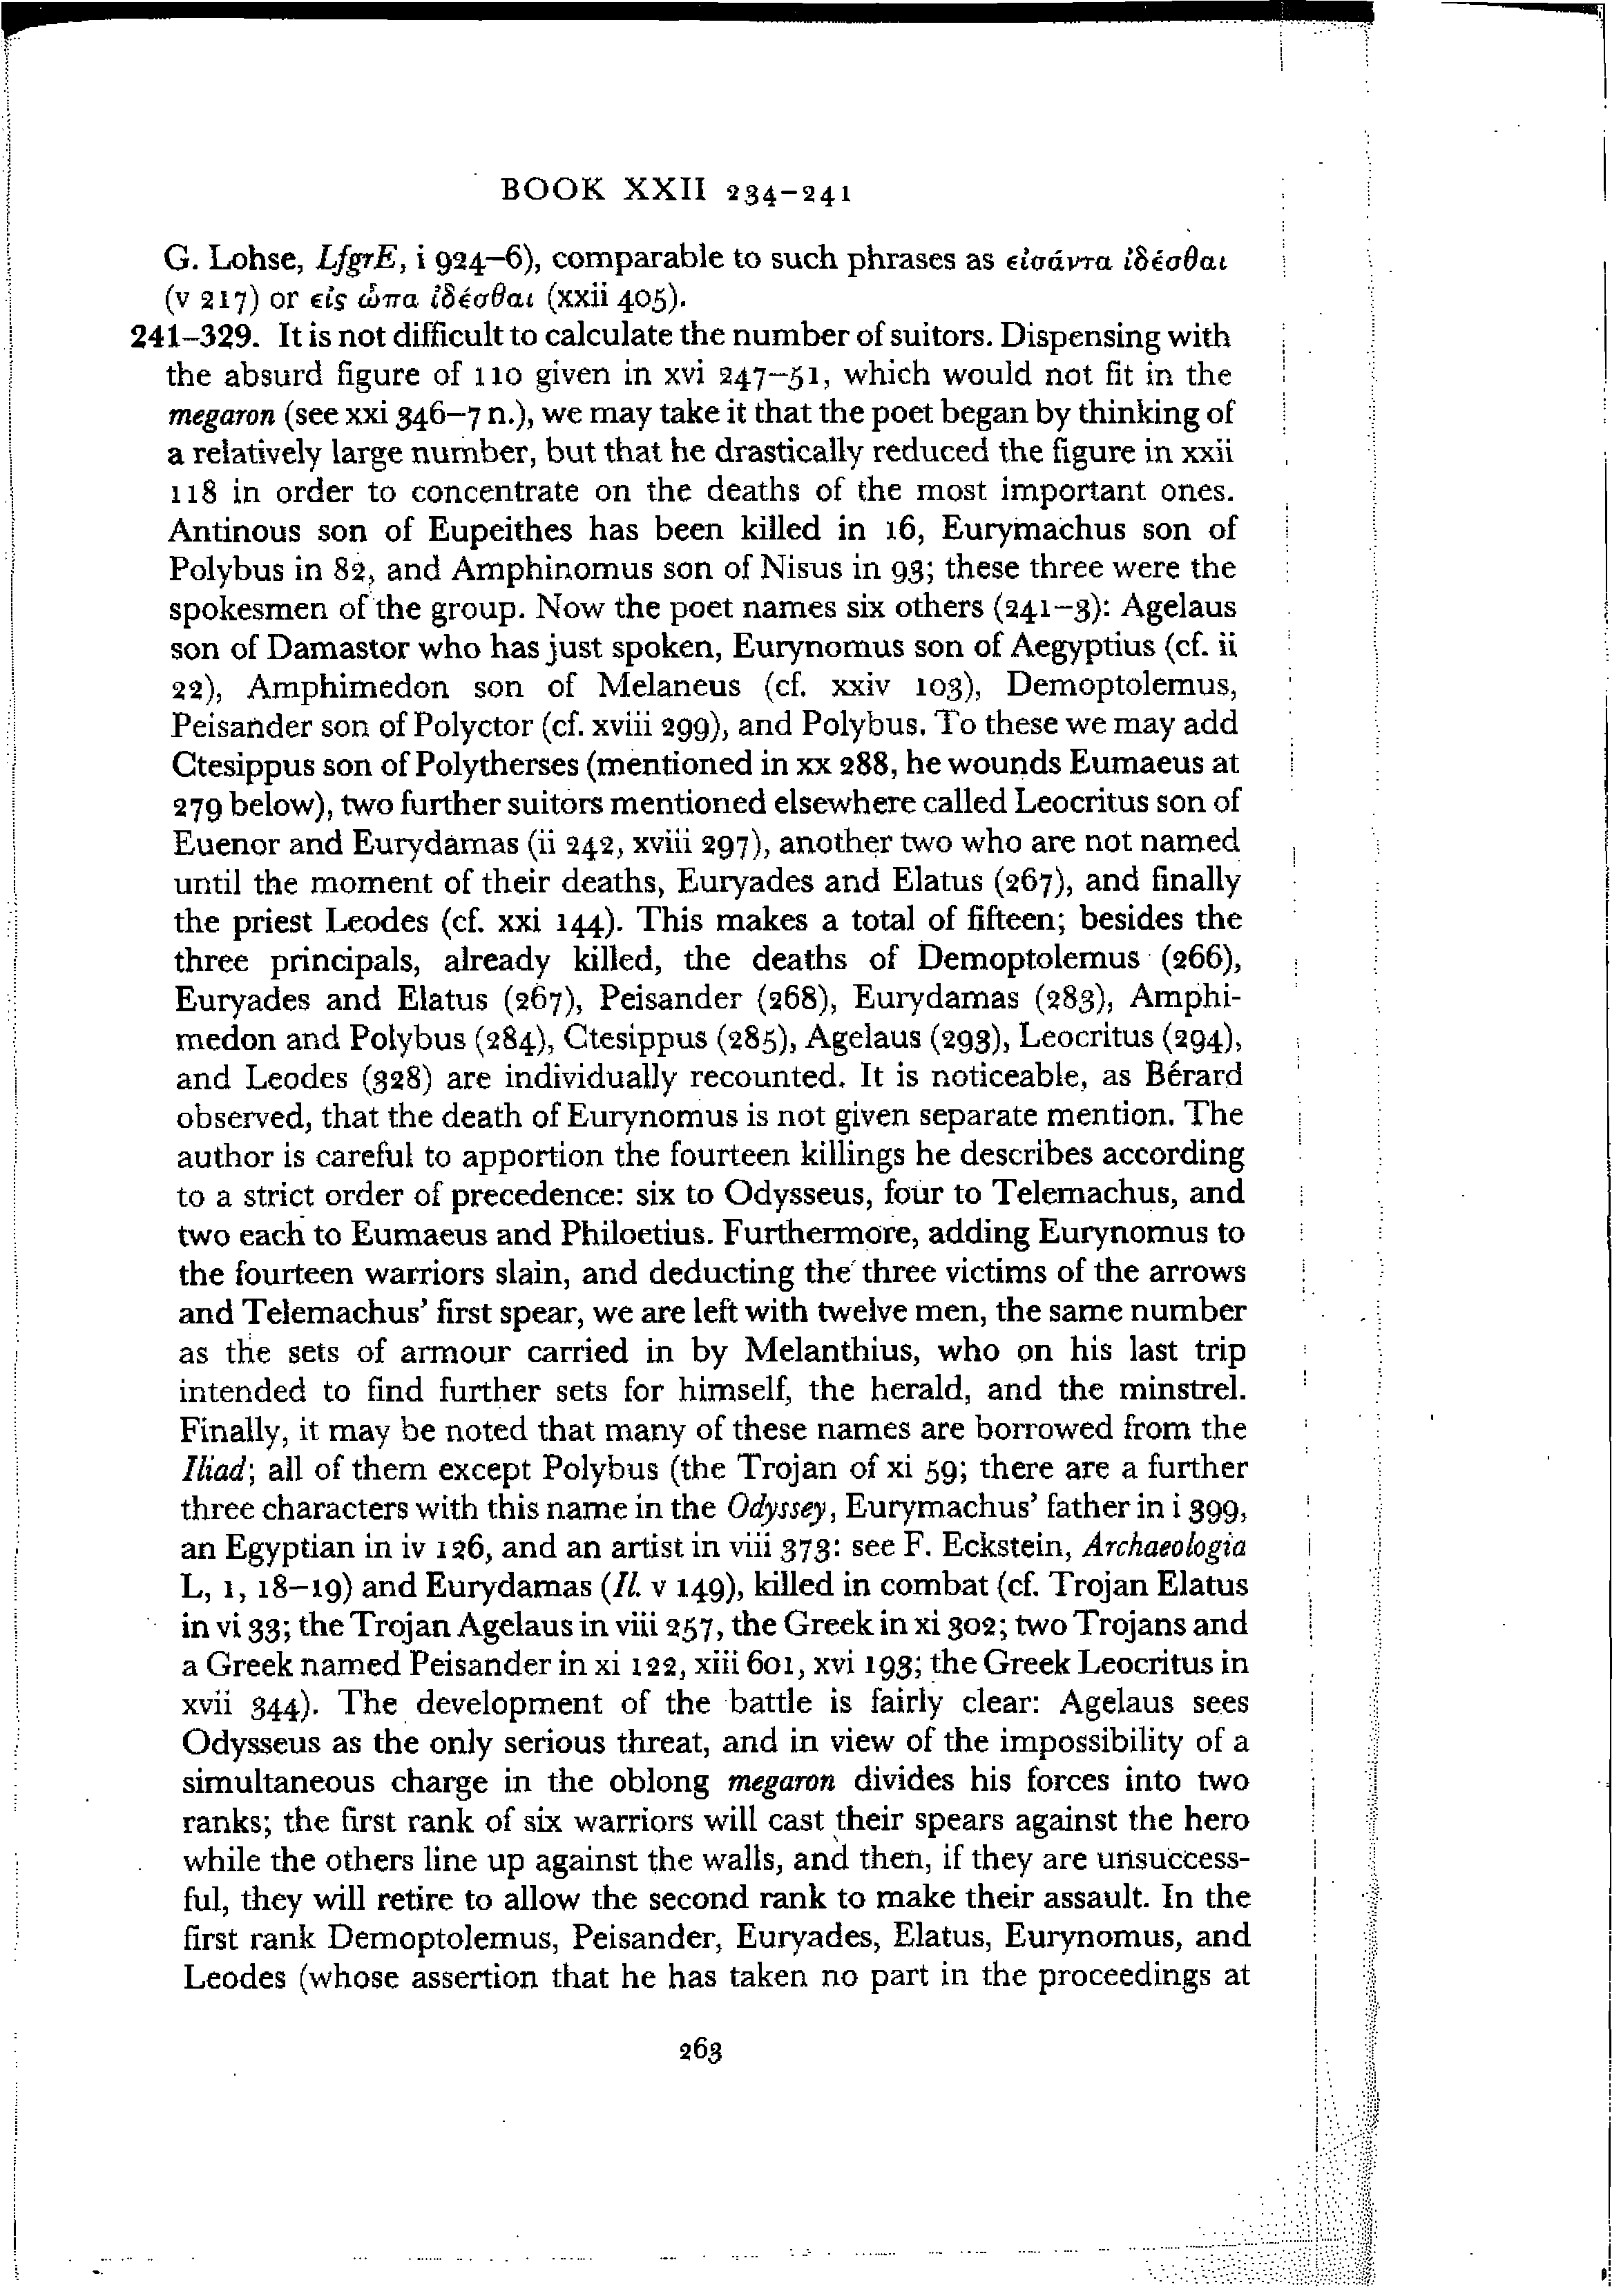 BOOK XXII 234–241
G. Lohse, LfgrE, i 924–6), comparable to such phrases as εἰσάντα ἰδέσθαι
(v 217) or εἰς ὦπα ἰδέσθαι (xxii 405).
241–329. It is not difficult to calculate the number of suitors. Dispensing with
the absurd figure of 110 given in xvi 247–51, which would not fit in the
megaron (see xxi 346–7 n.), we may take it that the poet began by thinking of
a relatively large number, but that he drastically reduced the figure in xxii
118 in order to concentrate on the deaths of the most important ones.
Antinous son of Eupeithes has been killed in 16, Eurymachus son of
Polybus in 82, and Amphinomus son of Nisus in 93; these three were the
spokesmen of the group. Now the poet names six others (241–3): Agelaus
son of Damastor who has just spoken, Eurynomus son of Aegyptius (cf. ii
22), Amphimedon son of Melaneus (cf. xxiv 103), Demoptolemus,
Peisander son of Polyctor (cf. xviii 299), and Polybus. To these we may add
Ctesippus son of Polytherses (mentioned in xx 288, he wounds Eumaeus at
279 below), two further suitors mentioned elsewhere called Leocritus son of
Euenor and Eurydamas (ii 242, xviii 297), another two who are not named
until the moment of their deaths, Euryades and Elatus (267), and finally
the priest Leodes (cf. xxi 144). This makes a total of fifteen; besides the
three principals, already killed, the deaths of Demoptolemus (266),
Euryades and Elatus (267), Peisander (268), Eurydamas (283), Amphi-
medon and Polybus (284), Ctesippus (285), Agelaus (293), Leocritus (294),
and Leodes (328) are individually recounted. It is noticeable, as Bérard
observed, that the death of Eurynomus is not given separate mention. The
author is careful to apportion the fourteen killings he describes according
to a strict order of precedence: six to Odysseus, four to Telemachus, and
two each to Eumaeus and Philoetius. Furthermore, adding Eurynomus to
the fourteen warriors slain, and deducting the three victims of the arrows
and Telemachus’ first spear, we are left with twelve men, the same number
as the sets of armour carried in by Melanthius, who on his last trip
intended to find further sets for himself, the herald, and the minstrel.
Finally, it may be noted that many of these names are borrowed from the
Iliad; all of them except Polybus (the Trojan of xi 59; there are a further
three characters with this name in the Odyssey, Eurymachus’ father in i 399,
an Egyptian in iv 126, and an artist in viii 373: see F. Eckstein, Archaeologia
L, 1, 18–19) and Eurydamas (Il. v 149), killed in combat (cf. Trojan Elatus
in vi 33; the Trojan Agelaus in viii 257, the Greek in xi 302; two Trojans and
a Greek named Peisander in xi 122, xiii 601, xvi 193; the Greek Leocritus in
xvii 344). The development of the battle is fairly clear: Agelaus sees
Odysseus as the only serious threat, and in view of the impossibility of a
simultaneous charge in the oblong megaron divides his forces into two
ranks; the first rank of six warriors will cast their spears against the hero
while the others line up against the walls, and then, if they are unsuccess-
ful, they will retire to allow the second rank to make their assault. In the
first rank Demoptolemus, Peisander, Euryades, Elatus, Eurynomus, and
Leodes (whose assertion that he has taken no part in the proceedings at
263